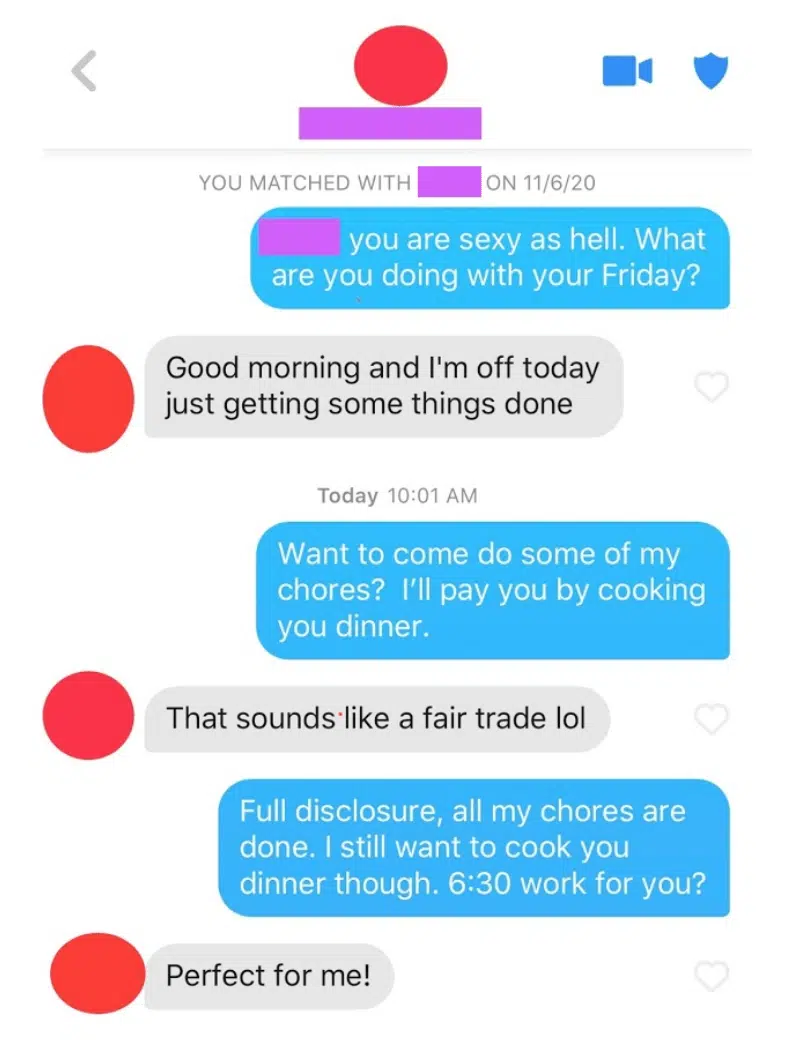 YOU MATCHED WITH ON 11/6/20
you are sexy as hell. What
are you doing with your Friday?
Good morning and I'm off today
just getting some things done
Today 10:01 AM
Want to come do some of my
chores?  I’ll pay you by cooking
you dinner.
That sounds like a fair trade lol
Full disclosure, all my chores are
done. I still want to cook you
dinner though. 6:30 work for you?
Perfect for me!